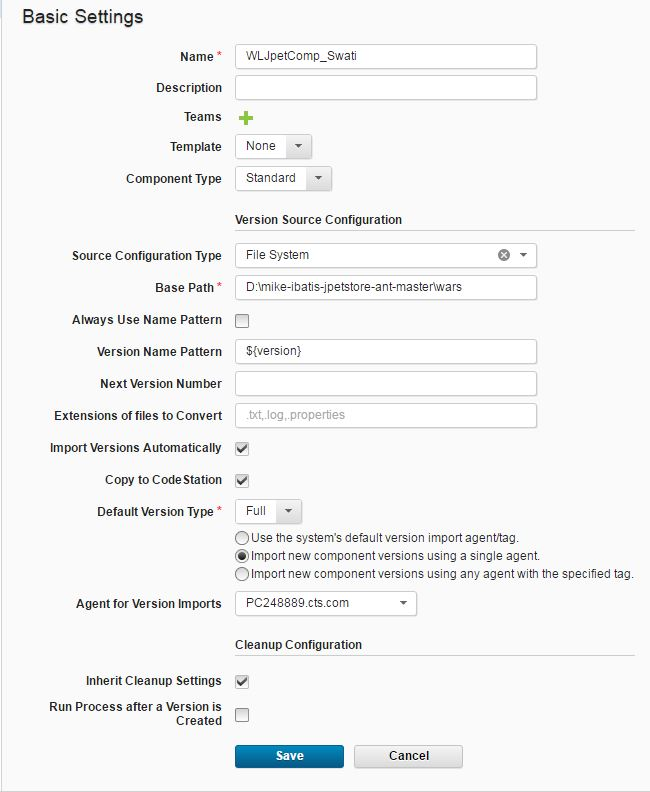 Basic Settings
Name * WLJpetComp_Swati
Description
Teams
Template None
Component Type Standard
Version Source Configuration
Source Configuration Type File System
Base Path * D:\mike-ibatis-jpetstore-ant-master\wars
Always Use Name Pattern
Version Name Pattern ${version}
Next Version Number
Extensions of files to Convert .txt,.log,.properties
Import Versions Automatically
Copy to CodeStation
Default Version Type * Full
Use the system's default version import agent/tag.
Import new component versions using a single agent.
Import new component versions using any agent with the specified tag.
Agent for Version Imports PC248889.cts.com
Cleanup Configuration
Inherit Cleanup Settings
Run Process after a Version is
Created
Save Cancel